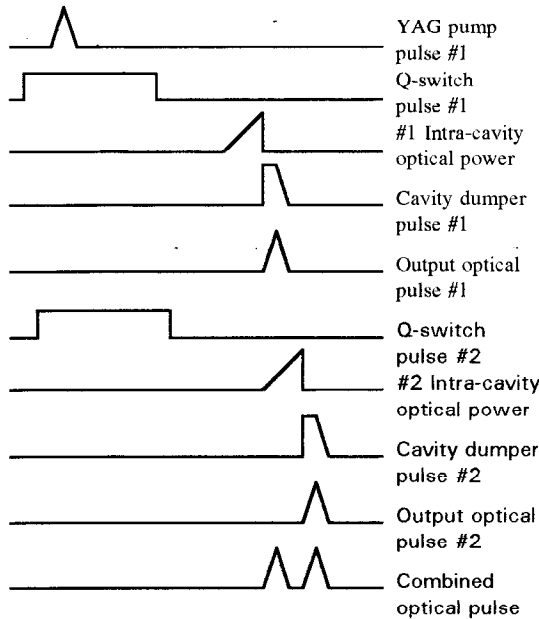 YAG pump
pulse #1
Q-switch
pulse #1
#1 Intra-cavity
optical power
Cavity dumper
pulse #1
Output optical
pulse #1
Q-switch
pulse #2
#2 Intra-cavity
optical power
Cavity dumper
pulse #2
Output optical
pulse #2
Combined
optical pulse